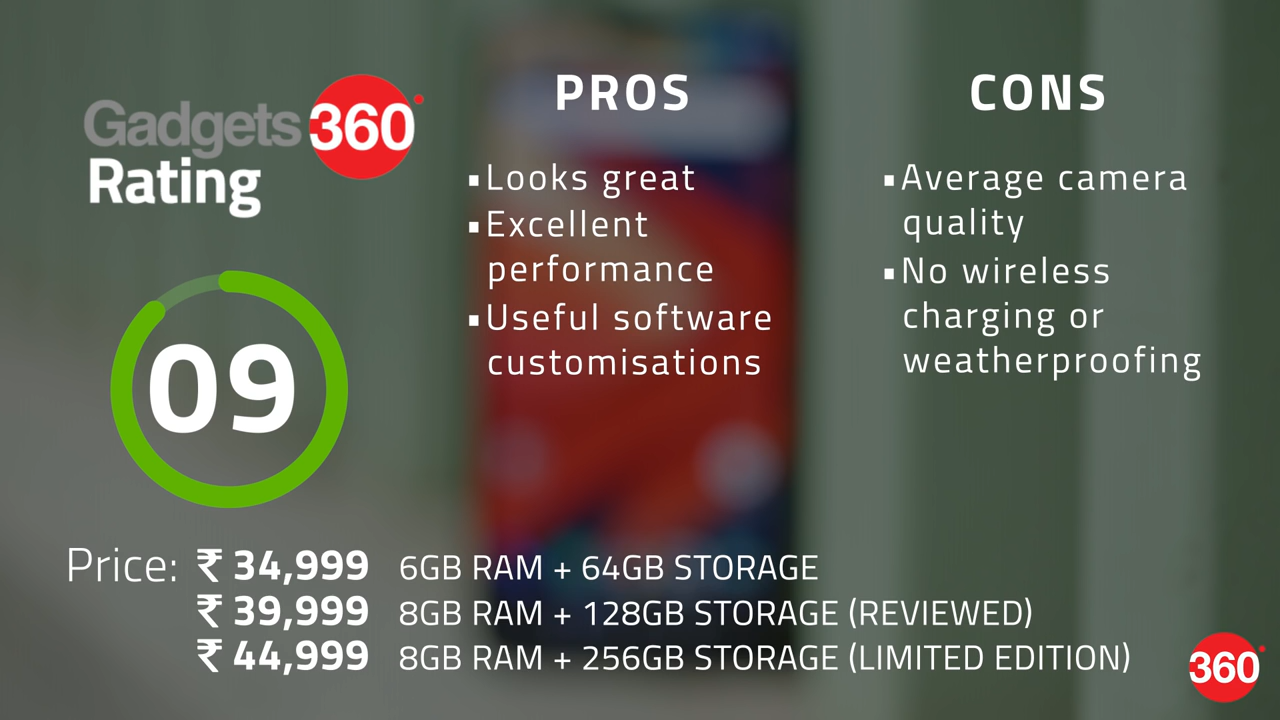 Gadgets 360
Rating
09
PROS
▪Looks great
▪Excellent
performance
▪Useful software
customisations
CONS
▪Average camera
quality
▪No wireless
charging or
weatherproofing
Price: ₹ 34,999 6GB RAM + 64GB STORAGE
₹ 39,999 8GB RAM + 128GB STORAGE (REVIEWED)
₹ 44,999 8GB RAM + 256GB STORAGE (LIMITED EDITION)
360